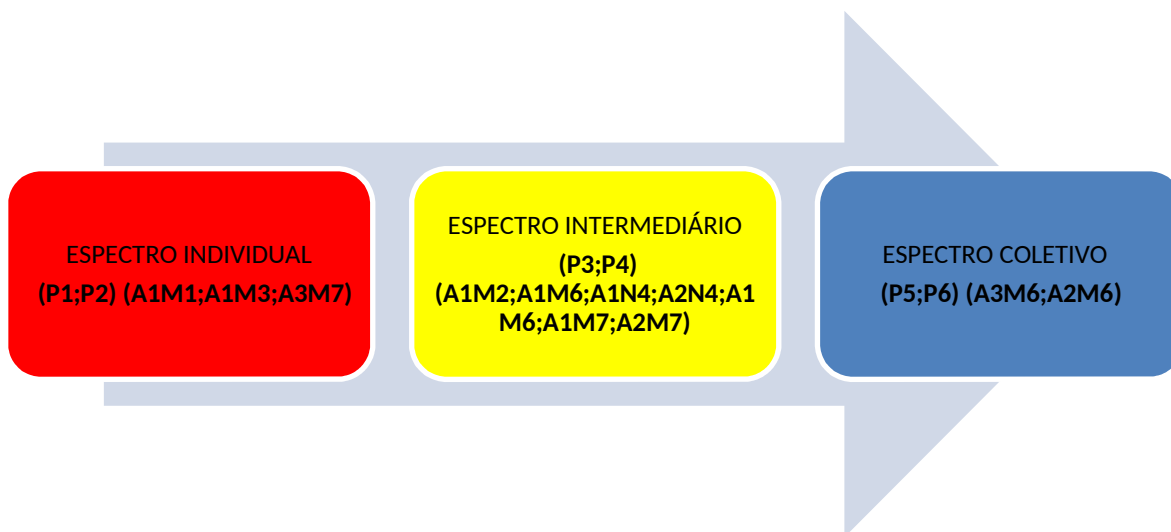 ESPECTRO INDIVIDUAL
(P1;P2) (A1M1;A1M3;A3M7)
ESPECTRO INTERMEDIÁRIO
(P3;P4)
(A1M2;A1M6;A1N4;A2N4;A1
M6;A1M7;A2M7)
ESPECTRO COLETIVO
(P5;P6) (A3M6;A2M6)